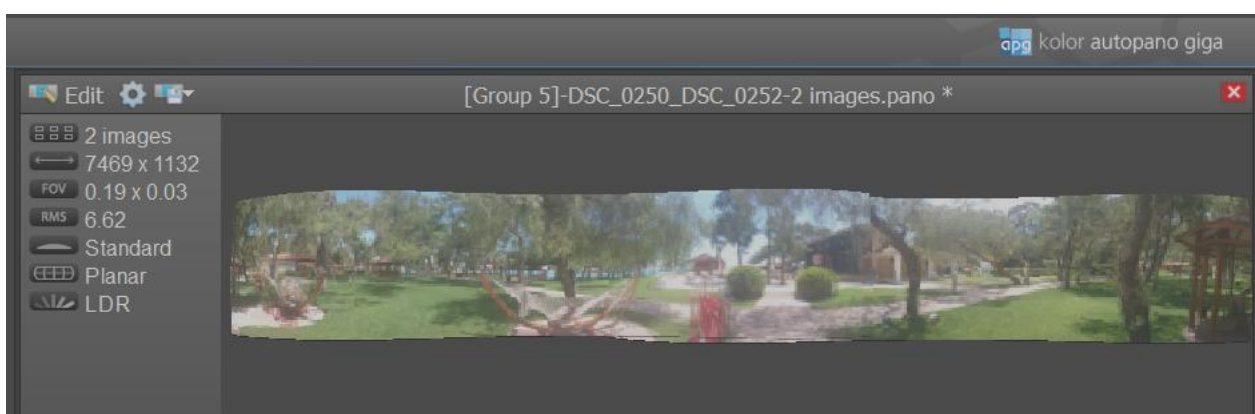 apg kolor autopano giga
Edit
[Group 5]-DSC_0250_DSC_0252-2 images.pano *
2 images
7469 x 1132
FOV 0.19 x 0.03
RMS 6.62
Standard
Planar
LDR